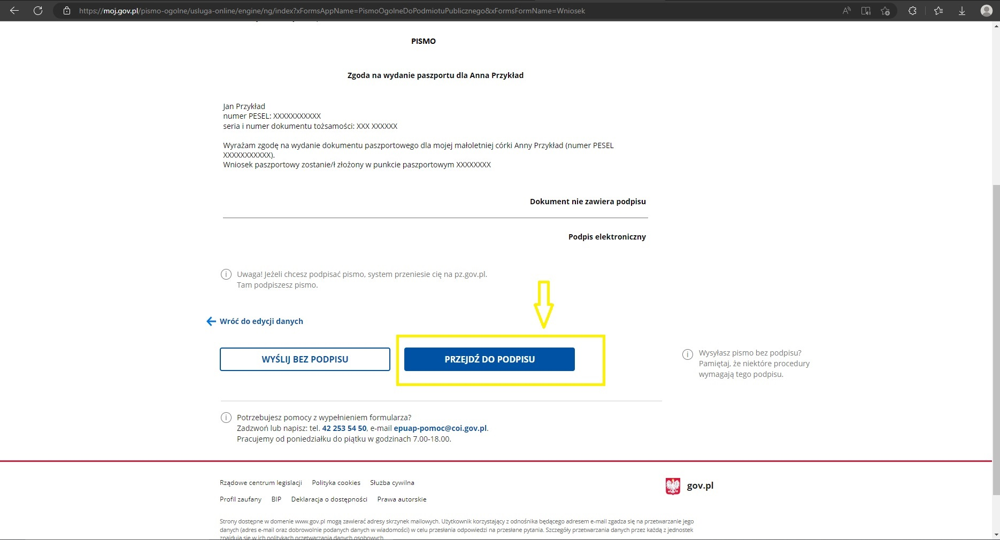 https://moj.gov.pl/pismo-ogolne/usluga-online/engine/ng/index?xFormsAppName=PismoOgolneDoPodmiotuPublicznego&xFormsFormName=Wniosek
PISMO
Zgoda na wydanie paszportu dla Anna Przykład
Jan Przykład
numer PESEL: XXXXXXXXXXX
seria i numer dokumentu tożsamości: XXX XXXXXX
Wyrażam zgodę na wydanie dokumentu paszportowego dla mojej małoletniej córki Anny Przykład (numer PESEL
XXXXXXXXXXX).
Wniosek paszportowy zostanie/ł złożony w punkcie paszportowym XXXXXXXX
Dokument nie zawiera podpisu
Podpis elektroniczny
Uwaga! Jeżeli chcesz podpisać pismo, system przeniesie cię na pz.gov.pl.
Tam podpiszesz pismo.
Wróć do edycji danych
WYŚLIJ BEZ PODPISU
PRZEJDŹ DO PODPISU
Wysyłasz pismo bez podpisu?
Pamiętaj, że niektóre procedury
wymagają tego podpisu.
Potrzebujesz pomocy z wypełnieniem formularza?
Zadzwoń lub napisz: tel. 42 253 54 50, e-mail epuap-pomoc@coi.gov.pl.
Pracujemy od poniedziałku do piątku w godzinach 7.00-18.00.
Rządowe centrum legislacji Polityka cookies Służba cywilna
Profil zaufany BIP Deklaracja o dostępności Prawa autorskie
gov.pl
Strony dostępne w domenie www.gov.pl mogą zawierać adresy skrzynek mailowych. Użytkownik korzystający z odnośnika będącego adresem e-mail zgadza się na przetwarzanie jego
danych (adres e-mail oraz dobrowolnie podanych danych w wiadomości) w celu przesłania odpowiedzi na przesłane pytania. Szczegóły przetwarzania danych przez każdą z jednostek
znajdują się w ich politykach przetwarzania danych osobowych.